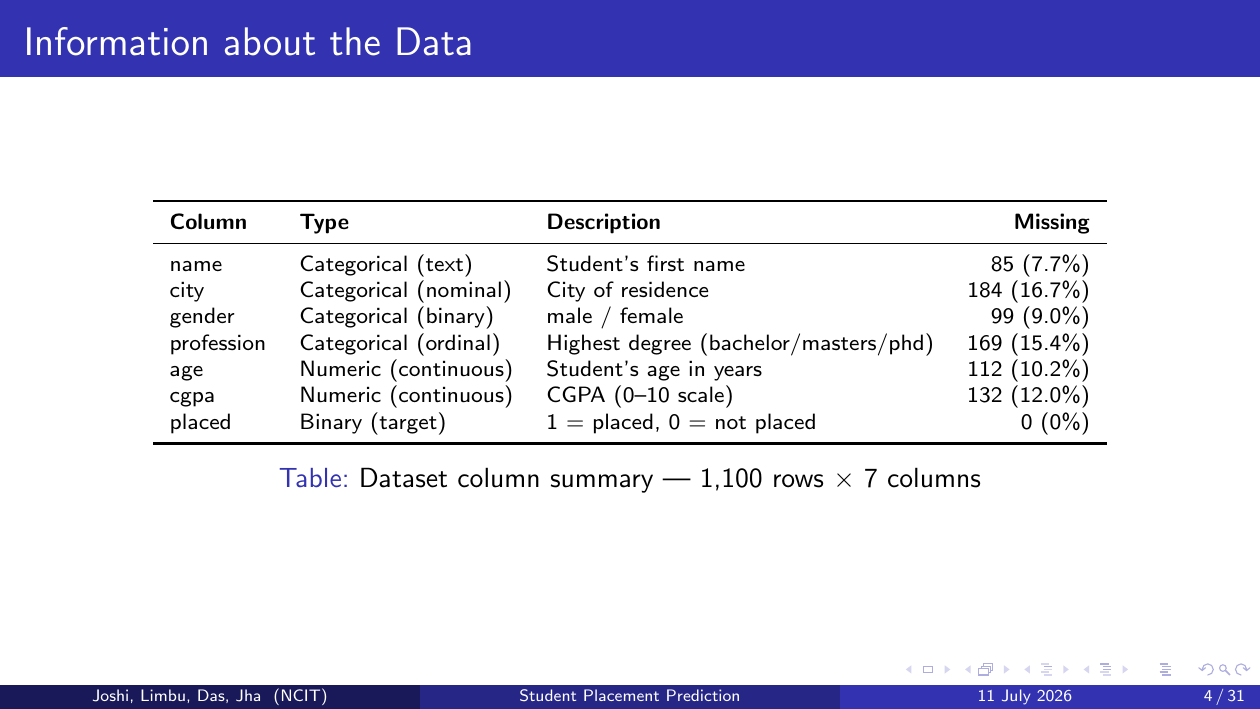 Information about the Data
Column Type Description Missing
name Categorical (text) Student's first name 85 (7.7%)
city Categorical (nominal) City of residence 184 (16.7%)
gender Categorical (binary) male / female 99 (9.0%)
profession Categorical (ordinal) Highest degree (bachelor/masters/phd) 169 (15.4%)
age Numeric (continuous) Student's age in years 112 (10.2%)
cgpa Numeric (continuous) CGPA (0–10 scale) 132 (12.0%)
placed Binary (target) 1 = placed, 0 = not placed 0 (0%)
Table: Dataset column summary — 1,100 rows × 7 columns
Joshi, Limbu, Das, Jha (NCIT) Student Placement Prediction 11 July 2026 4 / 31